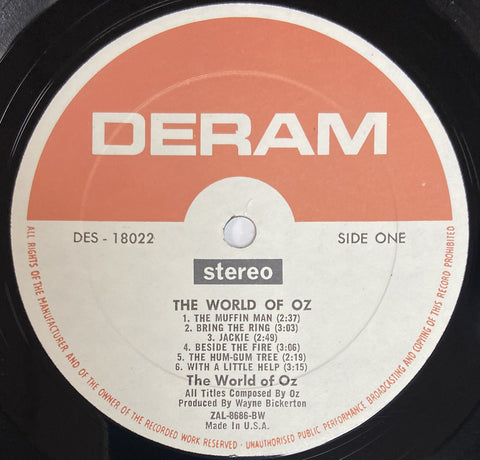 DERAM
DES - 18022
SIDE ONE
stereo
THE WORLD OF OZ
1. THE MUFFIN MAN (2:37)
2. BRING THE RING (3:03)
3. JACKIE (2:49)
4. BESIDE THE FIRE (3:06)
5. THE HUM-GUM TREE (2:19)
6. WITH A LITTLE HELP (3:15)
The World of Oz
All Titles Composed By Oz
Produced By Wayne Bickerton
ZAL-8686-BW
Made In U.S.A.
ALL RIGHTS OF THE MANUFACTURER AND OF THE OWNER OF THE RECORDED WORK RESERVED · UNAUTHORISED PUBLIC PERFORMANCE BROADCASTING AND COPYING OF THIS RECORD PROHIBITED